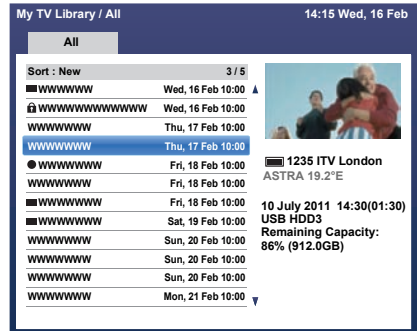 My TV Library / All 14:15 Wed, 16 Feb
All
Sort : New 3 / 5
WWWWWW Wed, 16 Feb 10:00
WWWWWWWWWWWW Wed, 16 Feb 10:00
WWWWWWW Thu, 17 Feb 10:00
WWWWWWW Thu, 17 Feb 10:00
WWWWWWW Fri, 18 Feb 10:00
WWWWWWW Fri, 18 Feb 10:00
WWWWWWW Fri, 18 Feb 10:00
WWWWWWW Sat, 19 Feb 10:00
WWWWWWW Sun, 20 Feb 10:00
WWWWWWW Sun, 20 Feb 10:00
WWWWWWW Sun, 20 Feb 10:00
WWWWWWW Mon, 21 Feb 10:00
1235 ITV London
ASTRA 19.2°E
10 July 2011 14:30(01:30)
USB HDD3
Remaining Capacity:
86% (912.0GB)